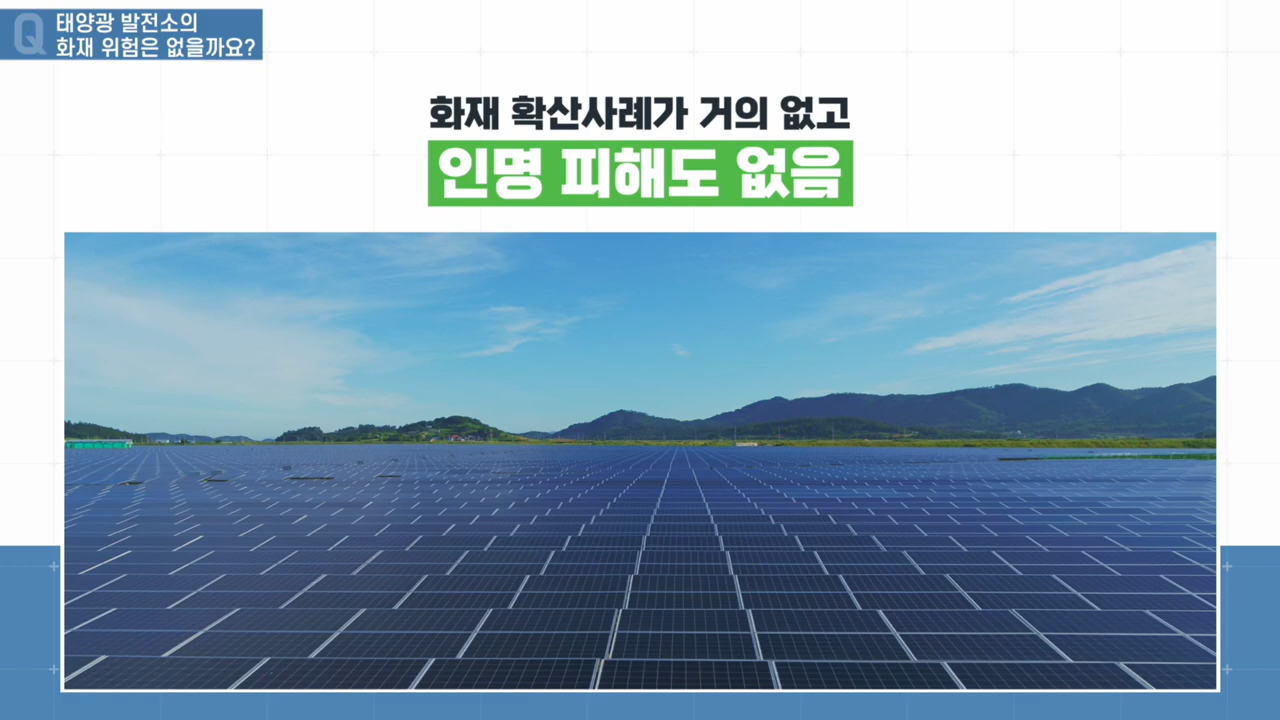 Q
태양광 발전소의
화재 위험은 없을까요?
화재 확산사례가 거의 없고
인명 피해도 없음